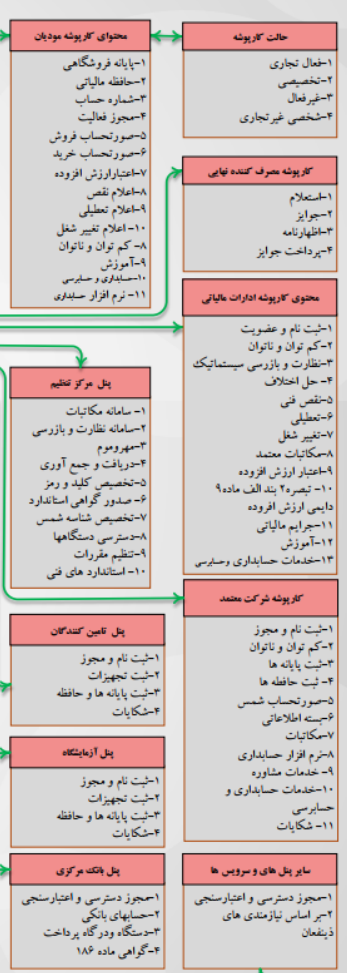 حالت کارپوشه
۱-فعال تجاری
۲-تخصیصی
۳-غیرفعال
۴-شخصی غیرتجاری
محتوای کارپوشه مودیان
۱-پایانه فروشگاهی
۲-حافظه مالیاتی
۳-شماره حساب
۴-مجوز فعالیت
۵-صورتحساب فروش
۶-صورتحساب خرید
۷-اعتبارارزش افزوده
۸-اعلام نقص
۹-اعلام تعطیلی
۱۰- اعلام تغییر شغل
۸- کم توان و ناتوان
۹-آموزش
۱۰-حسابداری و حسابرسی
۱۱- نرم افزار حسابداری
کارپوشه مصرف کننده نهایی
۱-استعلام
۲-جوایز
۳-اظهارنامه
۴-پرداخت جوایز
محتوی کارپوشه ادارات مالیاتی
۱-ثبت نام و عضویت
۲-کم توان و ناتوان
۳-نظارت و بازرسی سیستماتیک
۴- حل اختلاف
۵-نقص فنی
۶-تعطیلی
۷-تغییر شغل
۸-مکاتبات معتمد
۹-اعتبار ارزش افزوده
۱۰- تبصره۲ بند الف ماده۹
دایمی ارزش افروده
۱۱-جرایم مالیاتی
۱۲-آموزش
۱۳-خدمات حسابداری وحسابرسی
پنل مرکز تنظیم
۱- سامانه مکاتبات
۲-سامانه نظارت و بازرسی
۳-مهروموم
۴-دریافت و جمع آوری
۵-تخصیص کلید و رمز
۶- صدور گواهی استاندارد
۷-تخصیص شناسه شمس
۸-دسترسی دستگاهها
۹-تنظیم مقررات
۱۰- استاندارد های فنی
کارپوشه شرکت معتمد
۱-ثبت نام و مجوز
۲-کم توان و ناتوان
۳-ثبت پایانه ها
۴- ثبت حافظه ها
۵-صورتحساب شمس
۶-بسته اطلاعاتی
۷-مکاتبات
۸-نرم افزار حسابداری
۹- خدمات مشاوره
۱۰-خدمات حسابداری و
حسابرسی
۱۱- شکایات
پنل تامین کنندگان
۱-ثبت نام و مجوز
۲-ثبت تجهیزات
۳-ثبت پایانه ها و حافظه
۴-شکایات
پنل آزمایشگاه
۱-ثبت نام و مجوز
۲-ثبت تجهیزات
۳-ثبت پایانه ها و حافظه
۴-شکایات
سایر پنل های و سرویس ها
۱-مجوز دسترسی و اعتبارسنجی
۲-بر اساس نیازمندی های
ذینفعان
پنل بانک مرکزی
۱-مجوز دسترسی و اعتبارسنجی
۲-حسابهای بانکی
۳-دستگاه ودرگاه پرداخت
۴-گواهی ماده ۱۸۶